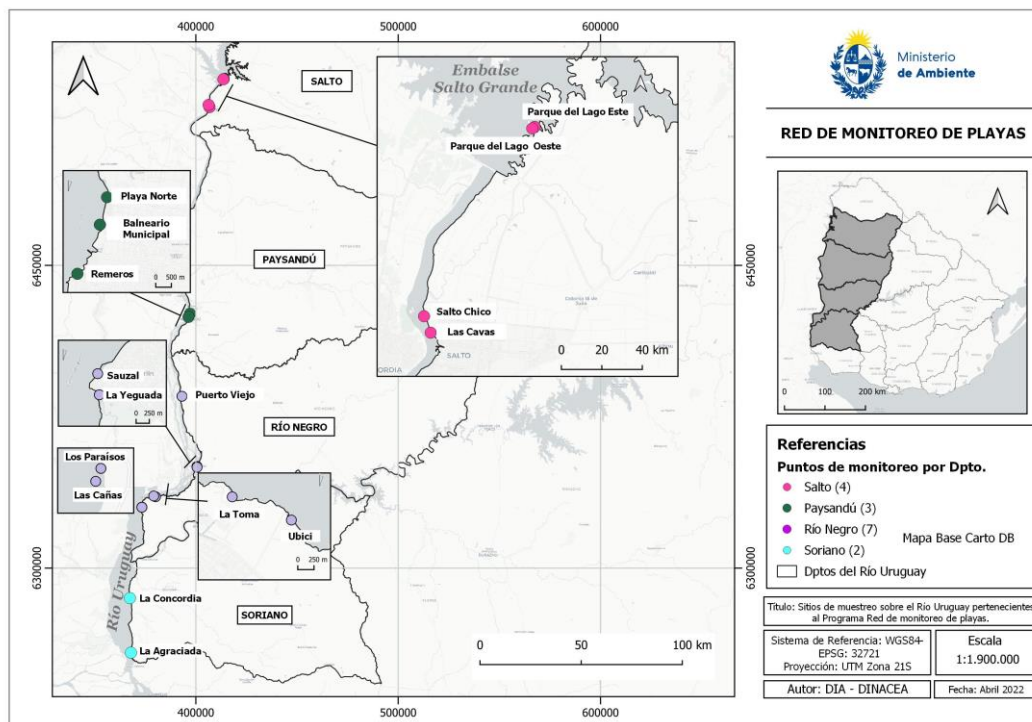 400000
500000
600000
6450000
6300000
6450000
6300000
400000
500000
600000
SALTO
PAYSANDÚ
RÍO NEGRO
SORIANO
Río Uruguay
Playa Norte
Balneario
Municipal
Remeros
0 500 m
Sauzal
La Yeguada
0 250 m
Puerto Viejo
Los Paraísos
Las Cañas
La Toma
Ubici
0 250 m
La Concordia
La Agraciada
Embalse
Salto Grande
Parque del Lago Este
Parque del Lago Oeste
Salto Chico
Las Cavas
SALTO
ORDIA
0 20 40 km
0 50 100 km
Ministerio
de Ambiente
RED DE MONITOREO DE PLAYAS
0 100 200 km
Referencias
Puntos de monitoreo por Dpto.
Salto (4)
Paysandú (3)
Río Negro (7)
Soriano (2)
Mapa Base Carto DB
Dptos del Río Uruguay
Título: Sitios de muestreo sobre el Río Uruguay pertenecientes
al Programa Red de monitoreo de playas.
Sistema de Referencia: WGS84-
EPSG: 32721
Proyección: UTM Zona 21S
Escala
1:1.900.000
Autor: DIA - DINACEA
Fecha: Abril 2022